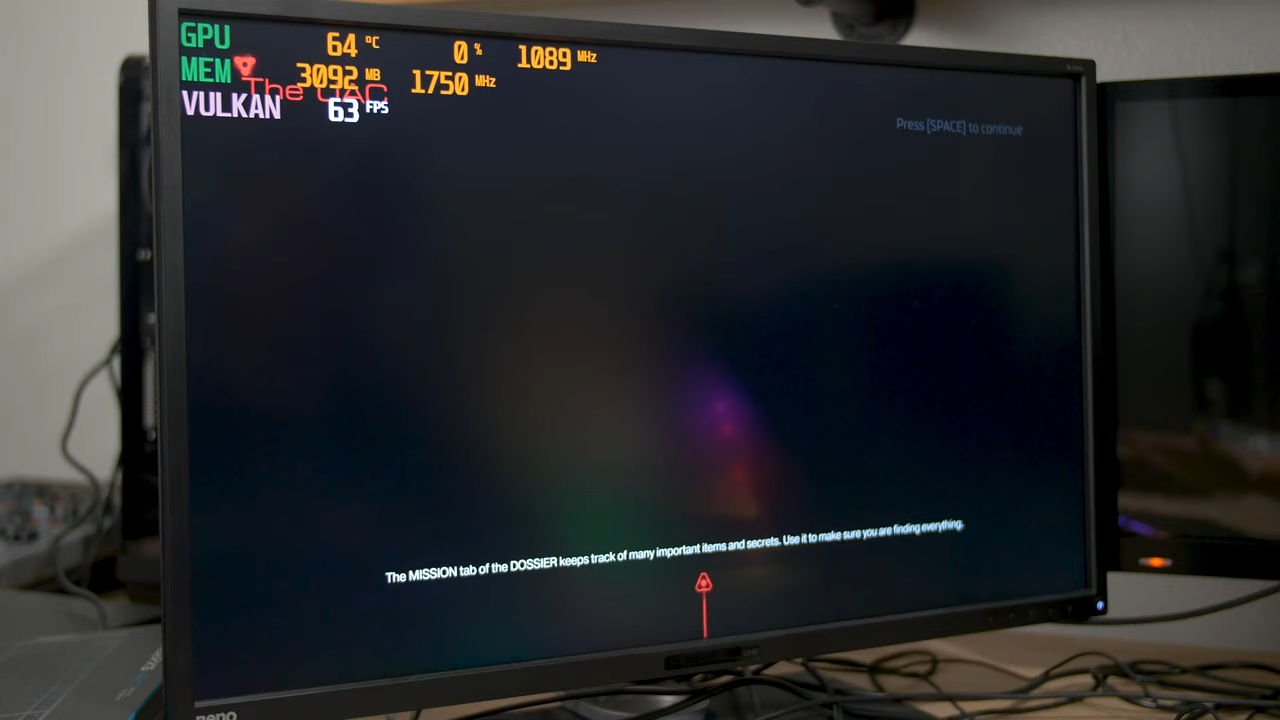 GPU 64 °C 0 % 1089 MHz
MEM 3092 MB 1750 MHz
The UAC
VULKAN 63 FPS
Press [SPACE] to continue
The MISSION tab of the DOSSIER keeps track of many important items and secrets. Use it to make sure you are finding everything.
BenQ